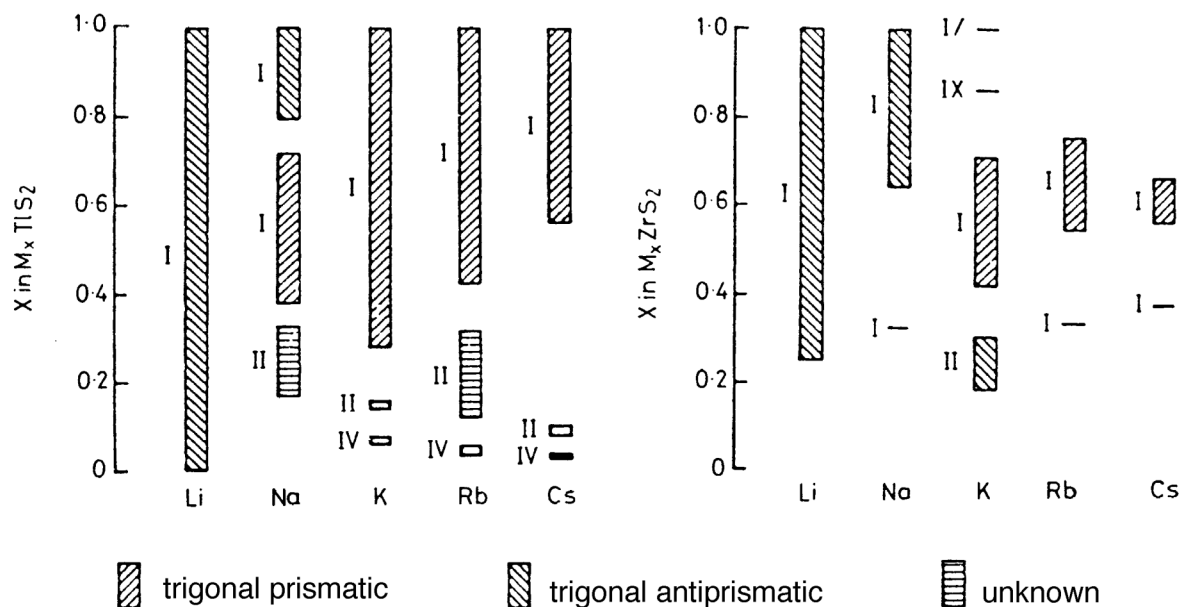 1·0
0·8
0·6
0·4
0·2
0
X in MₓTlS₂
I
I
I
II
I
II
IV
I
II
IV
I
II
IV
Li Na K Rb Cs
1·0
0·8
0·6
0·4
0·2
0
X in MₓZrS₂
I
I
I
I/
IX
I
II
I
I
I
I
Li Na K Rb Cs
trigonal prismatic trigonal antiprismatic unknown